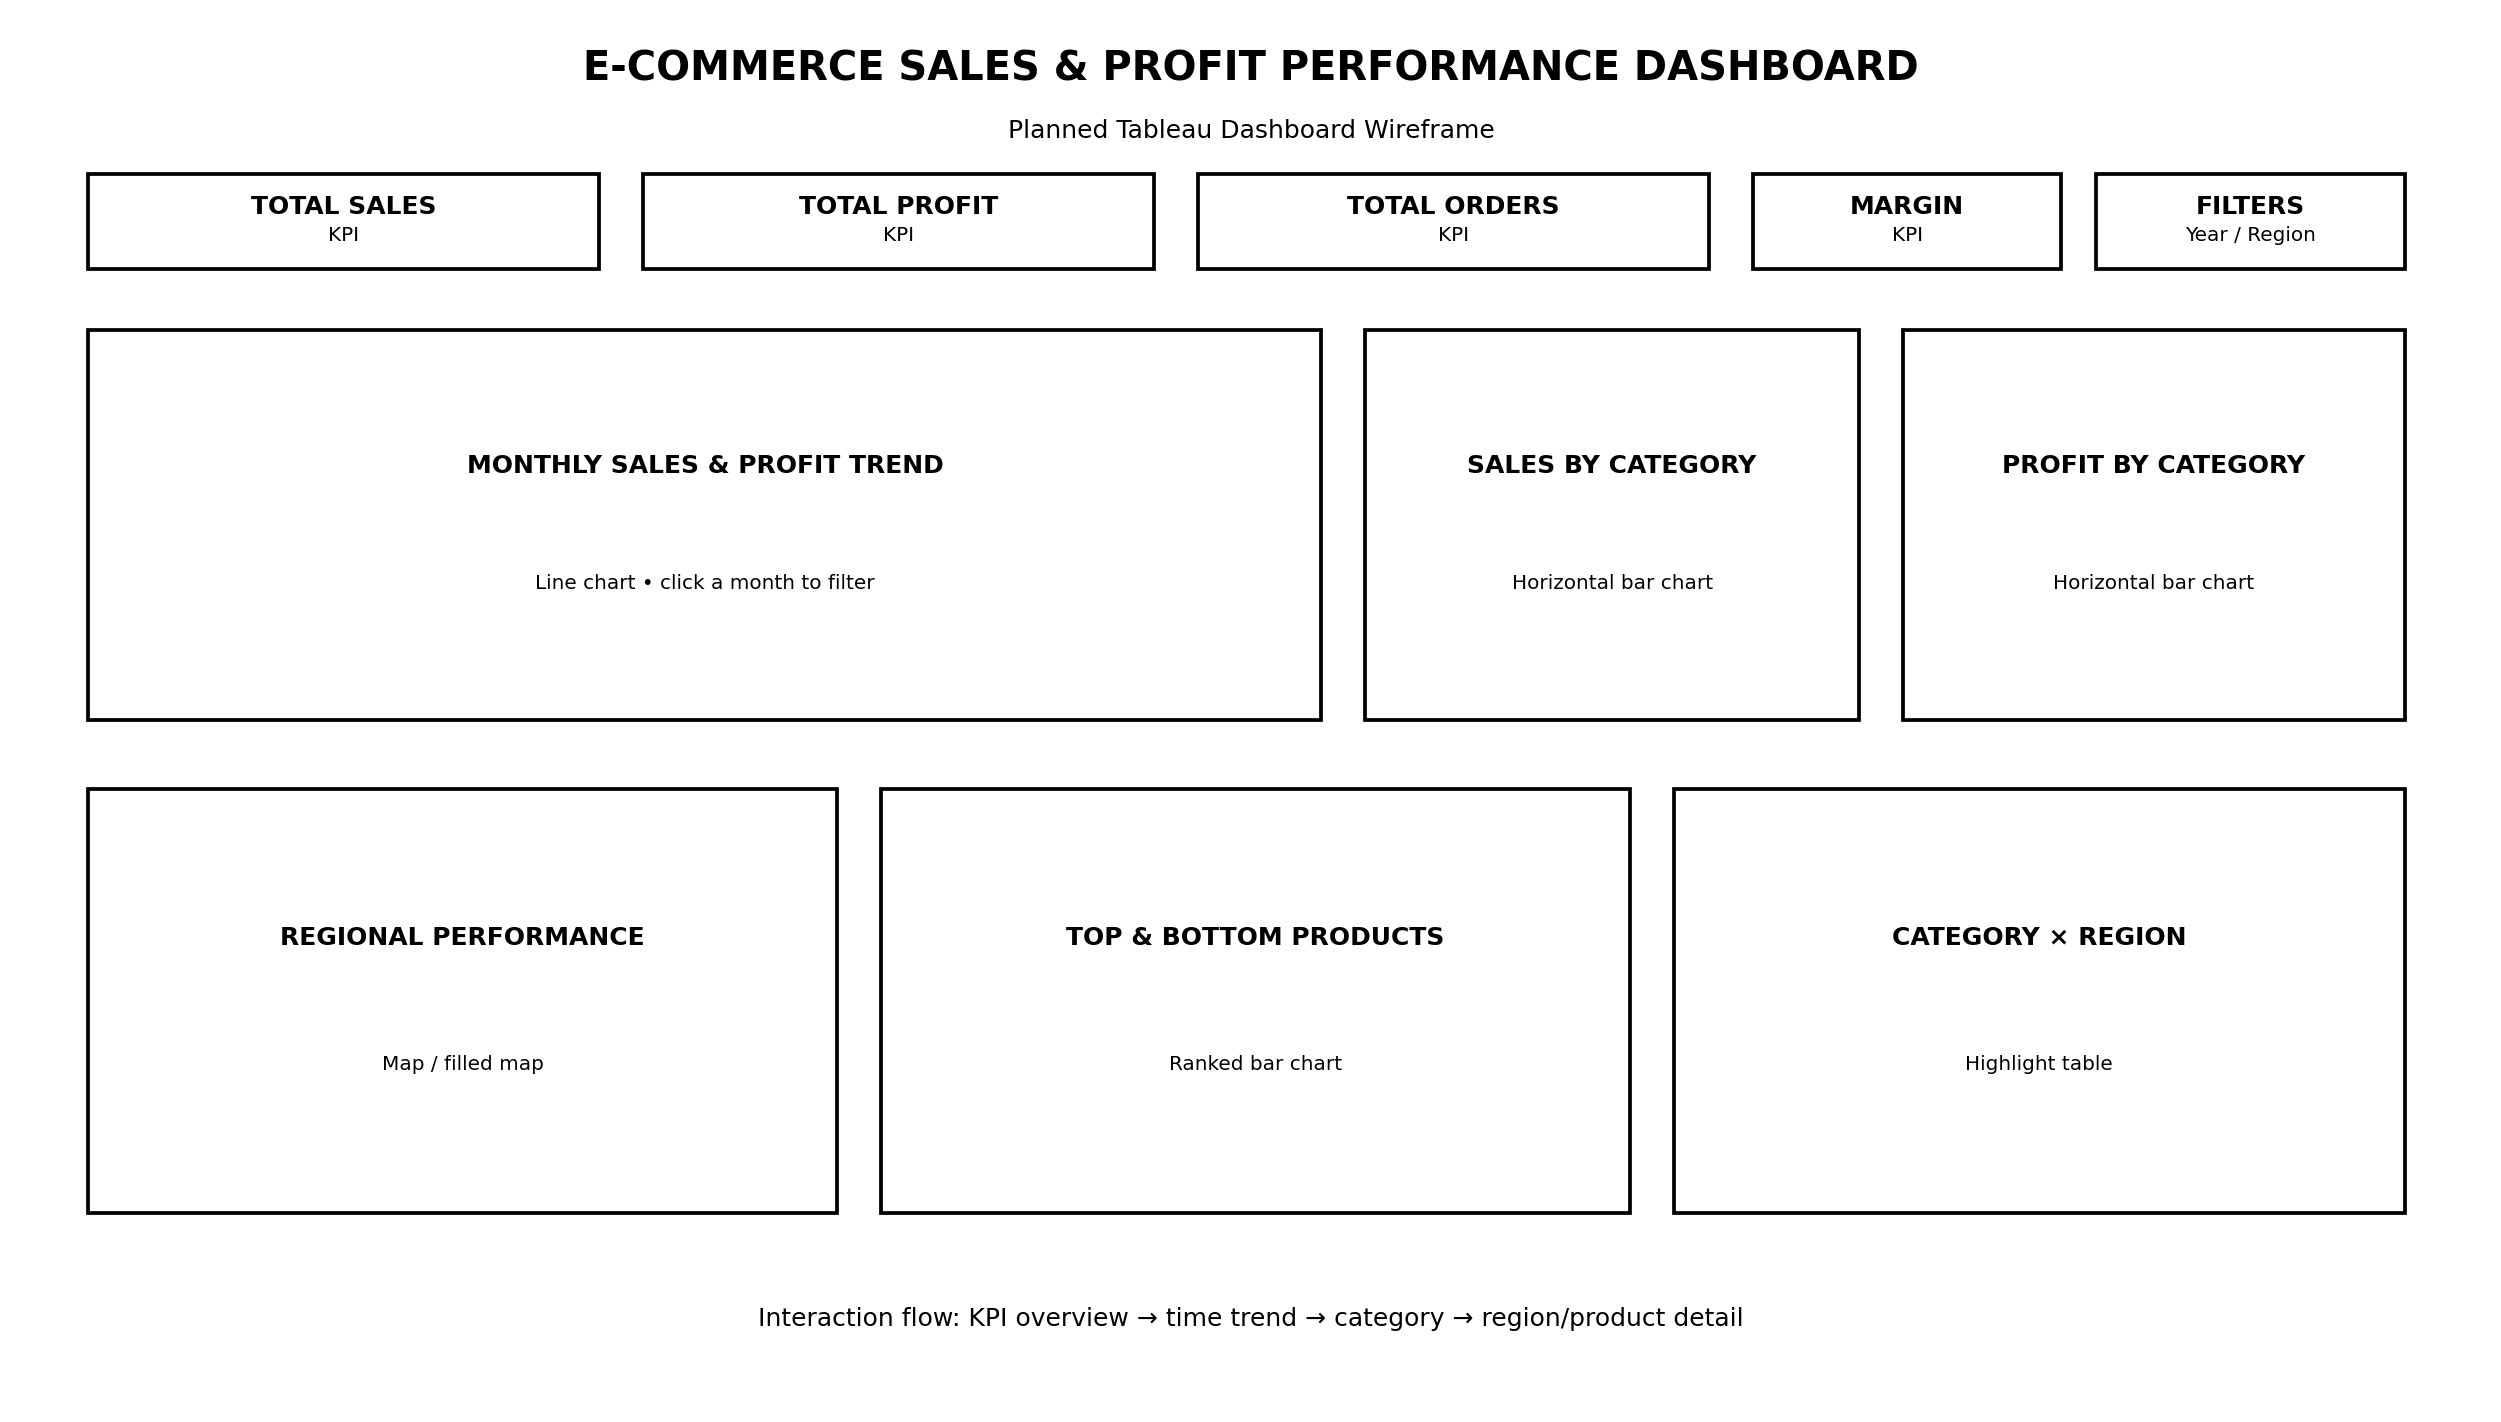 E-COMMERCE SALES & PROFIT PERFORMANCE DASHBOARD
Planned Tableau Dashboard Wireframe
TOTAL SALES
KPI
TOTAL PROFIT
KPI
TOTAL ORDERS
KPI
MARGIN
KPI
FILTERS
Year / Region
MONTHLY SALES & PROFIT TREND
Line chart • click a month to filter
SALES BY CATEGORY
Horizontal bar chart
PROFIT BY CATEGORY
Horizontal bar chart
REGIONAL PERFORMANCE
Map / filled map
TOP & BOTTOM PRODUCTS
Ranked bar chart
CATEGORY × REGION
Highlight table
Interaction flow: KPI overview → time trend → category → region/product detail